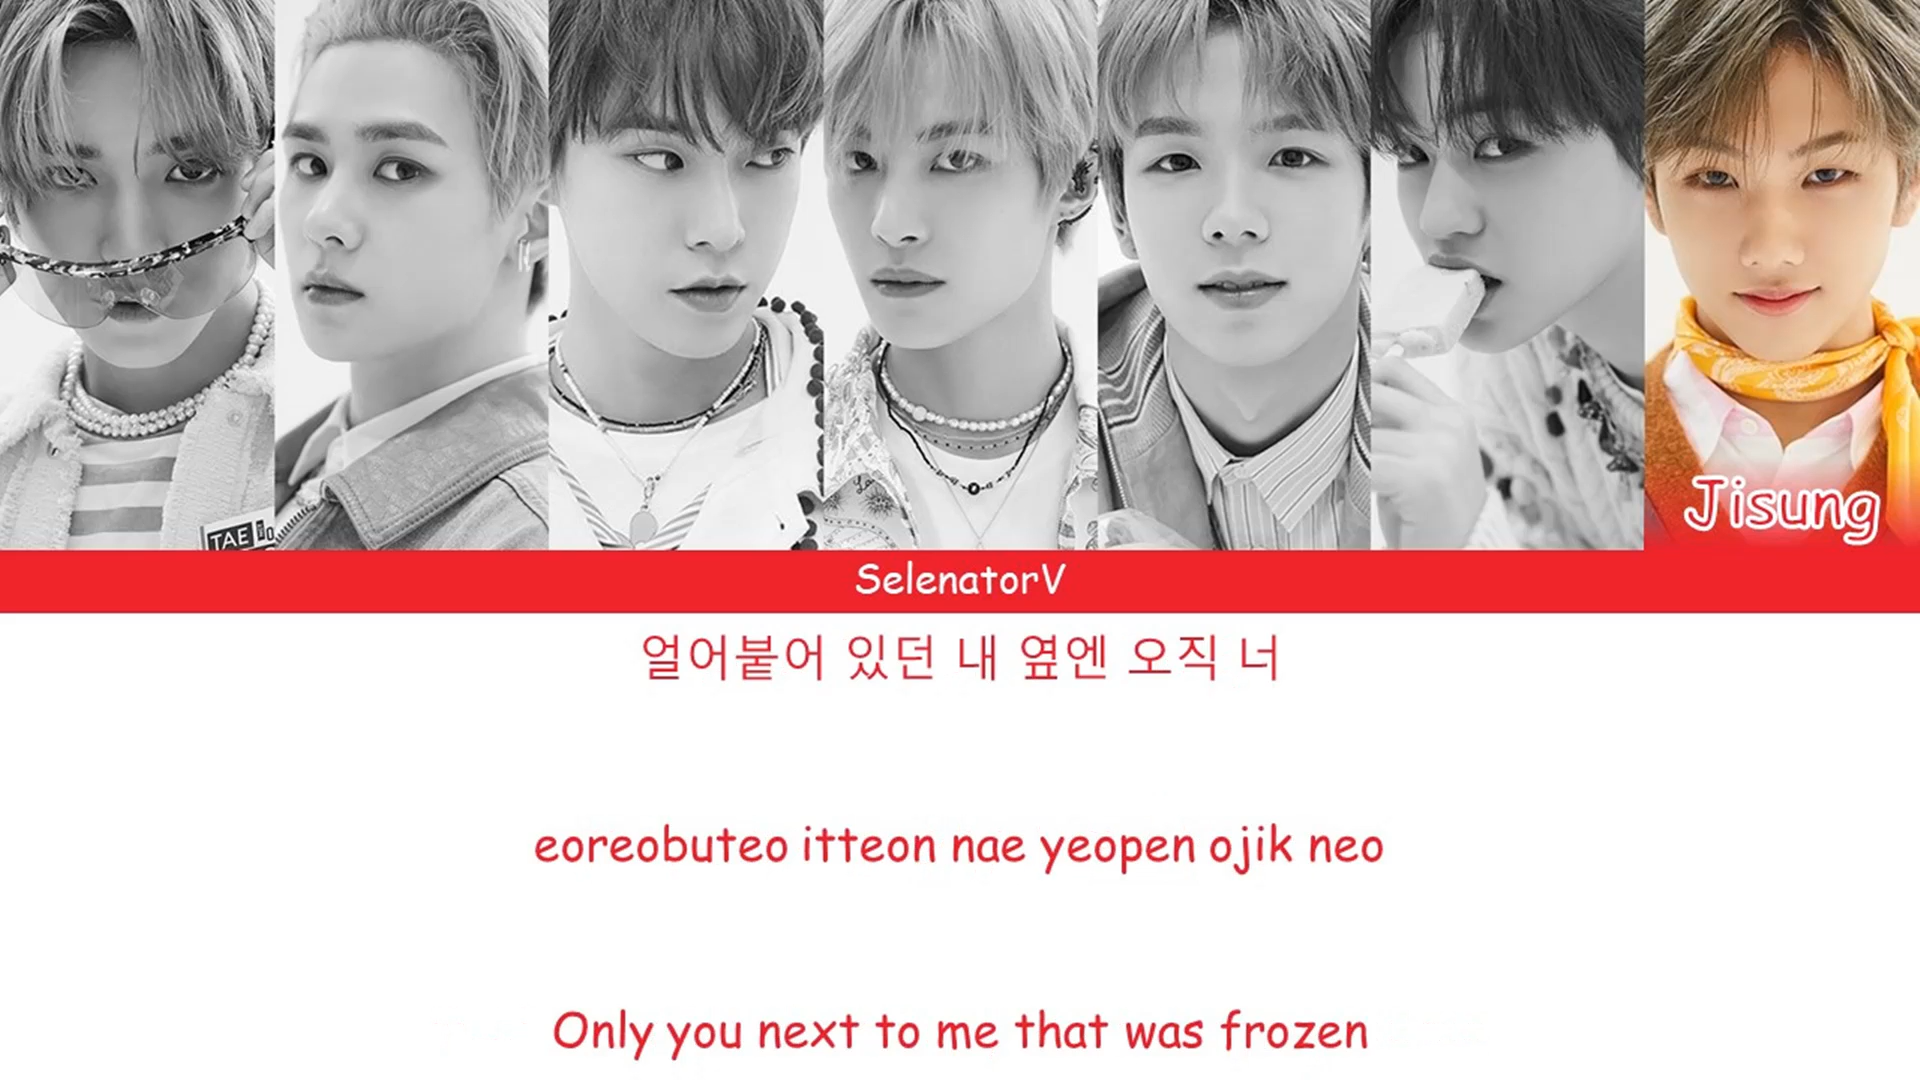 TAE
Jisung
SelenatorV
얼어붙어 있던 내 옆엔 오직 너
eoreobuteo itteon nae yeopen ojik neo
Only you next to me that was frozen